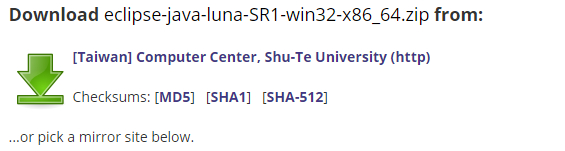 Download eclipse-java-luna-SR1-win32-x86_64.zip from:
[Taiwan] Computer Center, Shu-Te University (http)
Checksums: [MD5] [SHA1] [SHA-512]
...or pick a mirror site below.